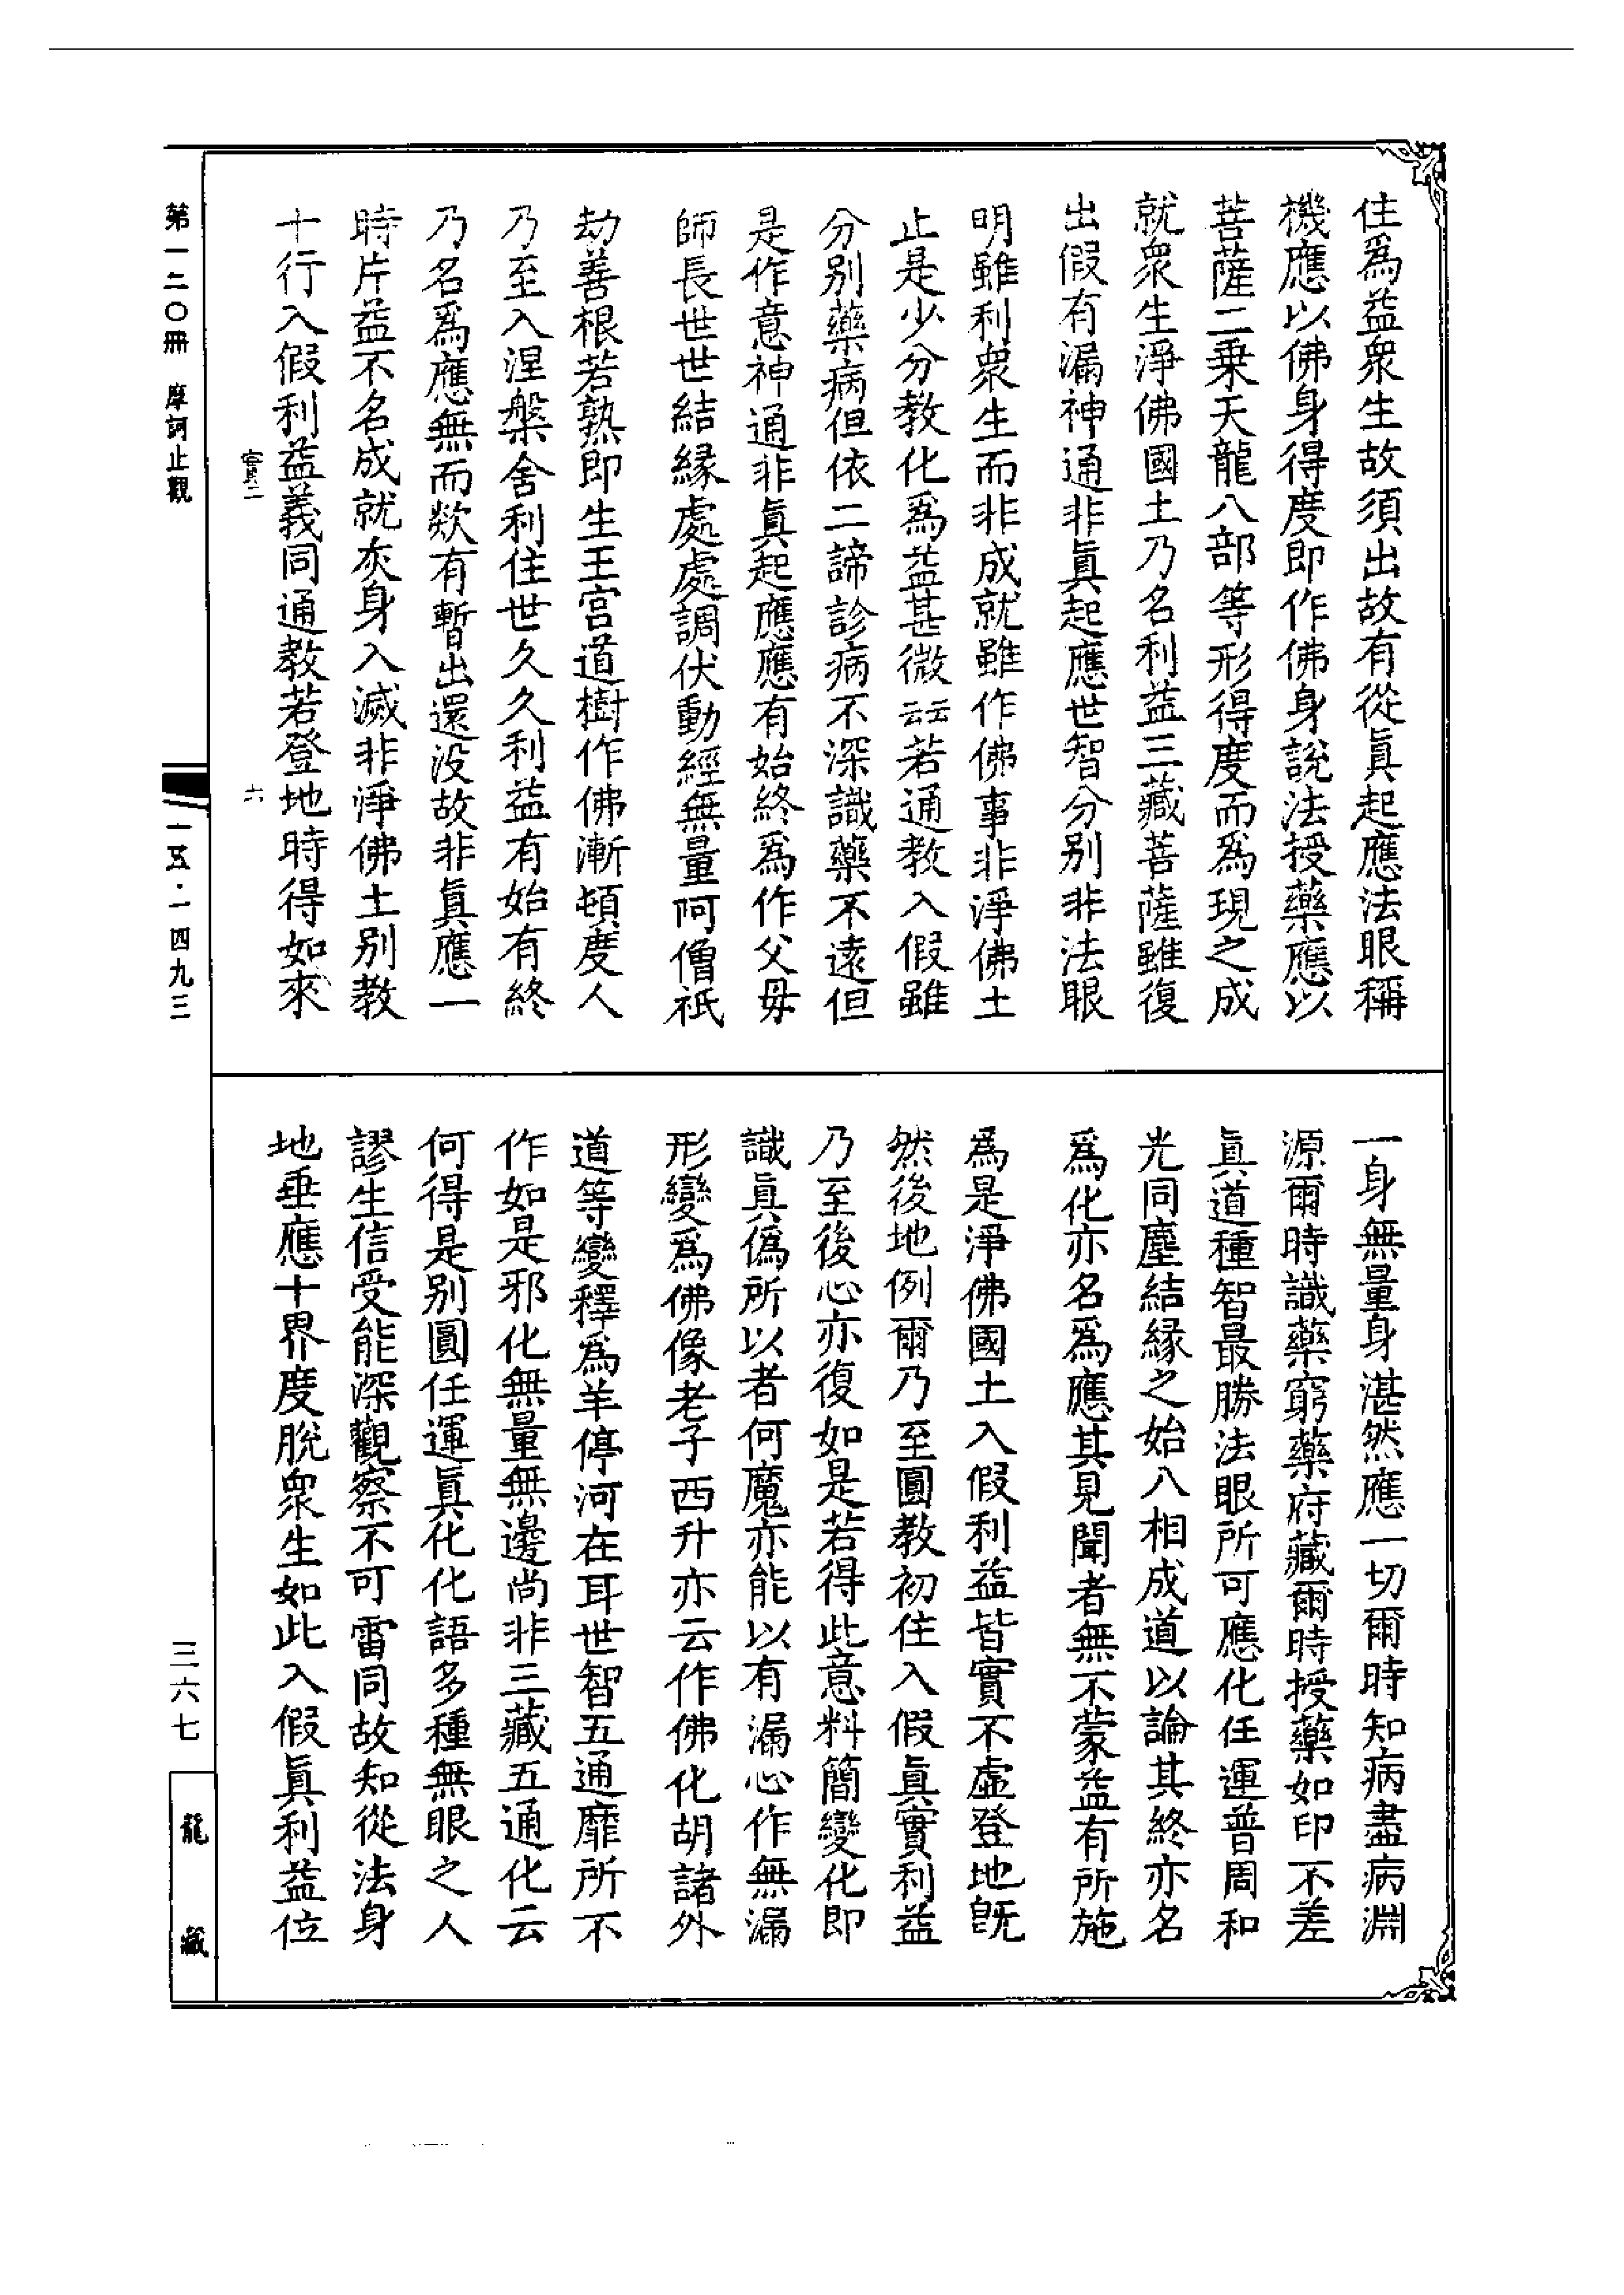 住爲益衆生故須出故有從眞起應法眼稱
機應以佛身得度即作佛身說法授藥應以
菩薩二乗天龍八部等形得度而爲現之成
就衆生淨佛國土乃名利益三藏菩薩雖復
出假有漏神通非眞起應世智分别非法眼
明雖利衆生而非成就雖作佛事非淨佛土
止是少分教化爲益甚微云云若通教入假雖
分别藥病但依二諦診病不深識藥不遠但
是作意神通非眞起應應有始終爲作父毋
師長世世結縁處處調伏動經無量阿僧祇
劫善根若熟即生王宫道樹作佛漸頓度人
乃至入涅槃舍利住世久久利益有始有終
乃名爲應無而欻有暫出還没故非眞應一
時片益不名成就灰身入滅非淨佛土别教
十行入假利益義同通教若登地時得如來
一身無量身湛然應一切爾時知病盡病淵
源爾時識藥窮藥府藏爾時授藥如印不差
眞道種智最勝法眼所可應化任運普周和
光同塵結縁之始八相成道以論其終亦名
爲化亦名爲應其見聞者無不蒙益有所施
爲是淨佛國土入假利益皆實不虛登地旣
然後地例爾乃至圓教初住入假眞實利益
乃至後心亦復如是若得此意料簡變化即
識眞僞所以者何魔亦能以有漏心作無漏
形變爲佛像老子西升亦云作佛化胡諸外
道等變釋爲羊停河在耳世智五通靡所不
作如是邪化無量無邊尚非三藏五通化云
何得是别圓任運眞化化語多種無眼之人
謬生信受能深觀察不可雷同故知從法身
地垂應十界度脫衆生如此入假眞利益位
第一二〇冊 摩訶止觀
一五·一四九三
三六七
龍藏
六